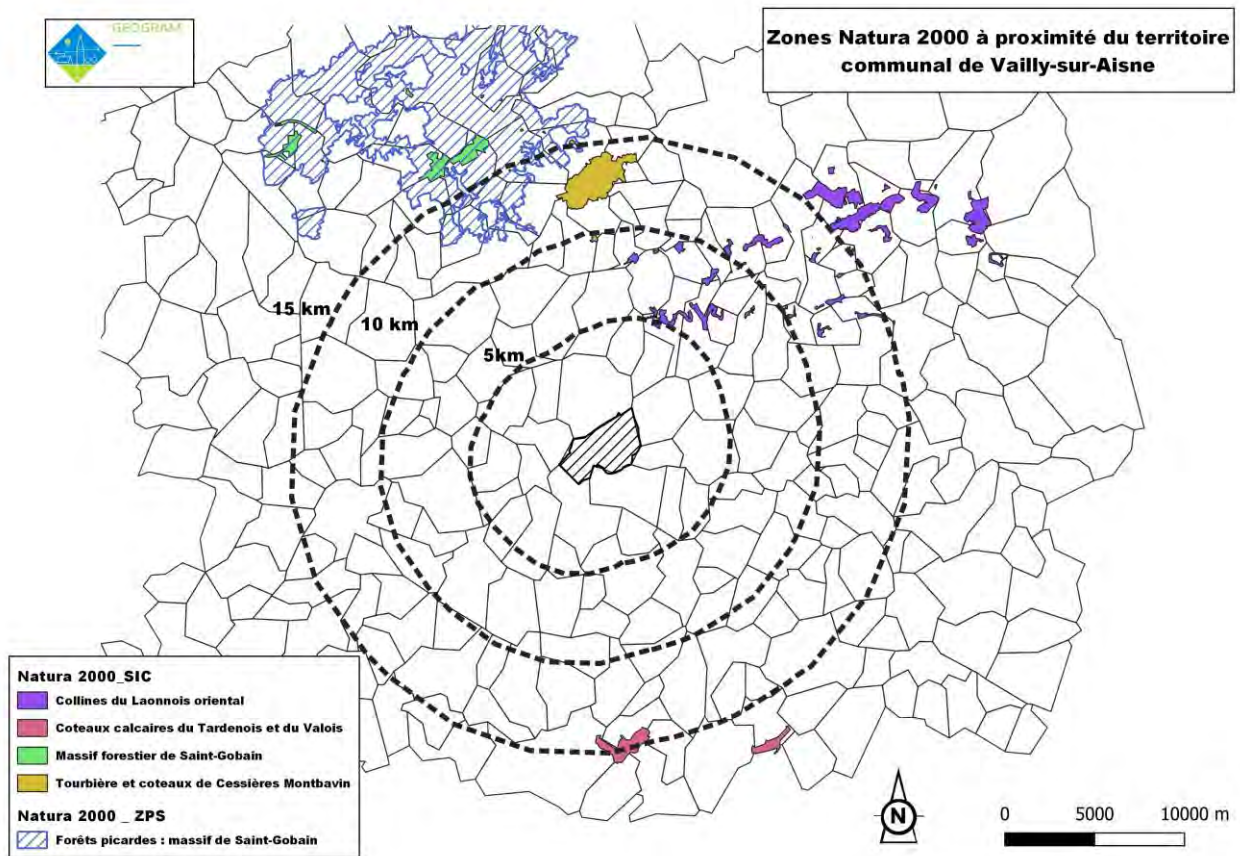 GEOGRAM
Zones Natura 2000 à proximité du territoire
communal de Vailly-sur-Aisne
15 km
10 km
5km
Natura 2000_SIC
Collines du Laonnois oriental
Coteaux calcaires du Tardenois et du Valois
Massif forestier de Saint-Gobain
Tourbière et coteaux de Cessières Montbavin
Natura 2000 _ ZPS
Forêts picardes : massif de Saint-Gobain
N
0 5000 10000 m